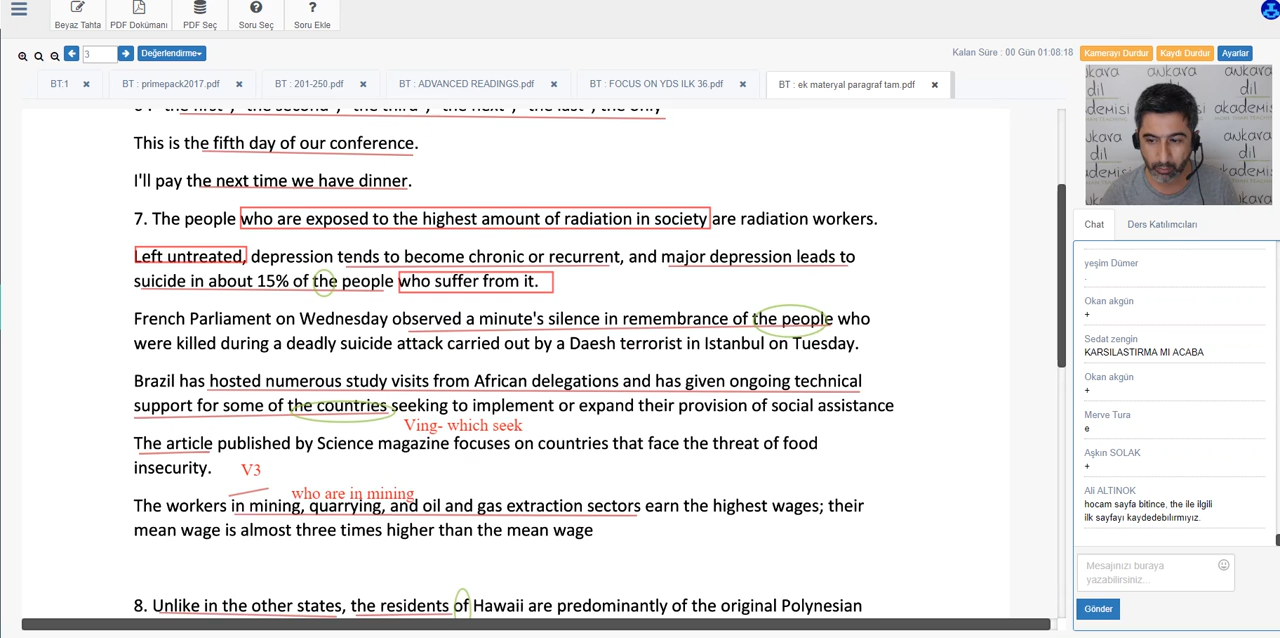 Beyaz Tahta
PDF Dokümanı
PDF Seç
Soru Seç
Soru Ekle
3
Değerlendirme
Kalan Süre : 00 Gün 01:08:18
Kamerayı Durdur
Kaydı Durdur
Ayarlar
BT:1
BT : primepack2017.pdf
BT : 201-250.pdf
BT : ADVANCED READINGS.pdf
BT : FOCUS ON YDS ILK 36.pdf
BT : ek materyal paragraf tam.pdf
This is the fifth day of our conference.
I'll pay the next time we have dinner.
7. The people who are exposed to the highest amount of radiation in society are radiation workers.
Left untreated, depression tends to become chronic or recurrent, and major depression leads to
suicide in about 15% of the people who suffer from it.
French Parliament on Wednesday observed a minute's silence in remembrance of the people who
were killed during a deadly suicide attack carried out by a Daesh terrorist in Istanbul on Tuesday.
Brazil has hosted numerous study visits from African delegations and has given ongoing technical
support for some of the countries seeking to implement or expand their provision of social assistance
Ving- which seek
The article published by Science magazine focuses on countries that face the threat of food
insecurity.
V3
who are in mining
The workers in mining, quarrying, and oil and gas extraction sectors earn the highest wages; their
mean wage is almost three times higher than the mean wage
8. Unlike in the other states, the residents of Hawaii are predominantly of the original Polynesian
ankara
dil
akademisi
Chat
Ders Katılımcıları
yeşim Dümer
.
Okan akgün
+
Sedat zengin
KARSILASTIRMA MI ACABA
Okan akgün
+
Merve Tura
e
Aşkın SOLAK
+
Ali ALTINOK
hocam sayfa bitince, the ile ilgili
ilk sayfayı kaydedebılırmıyız.
Mesajınızı buraya
yazabilirsiniz...
Gönder